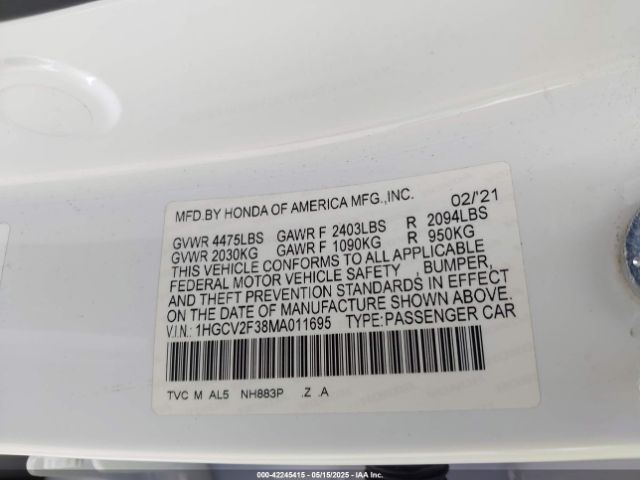 MFD.BY HONDA OF AMERICA MFG.,INC. 02/'21
GVWR 4475LBS GAWR F 2403LBS R 2094LBS
GVWR 2030KG GAWR F 1090KG R 950KG
THIS VEHICLE CONFORMS TO ALL APPLICABLE
FEDERAL MOTOR VEHICLE SAFETY , BUMPER,
AND THEFT PREVENTION STANDARDS IN EFFECT
ON THE DATE OF MANUFACTURE SHOWN ABOVE.
V.I.N.: 1HGCV2F38MA011695 TYPE:PASSENGER CAR
TVC M AL5 NH883P .Z .A
000-42245415 - 05/15/2025 - IAA Inc.